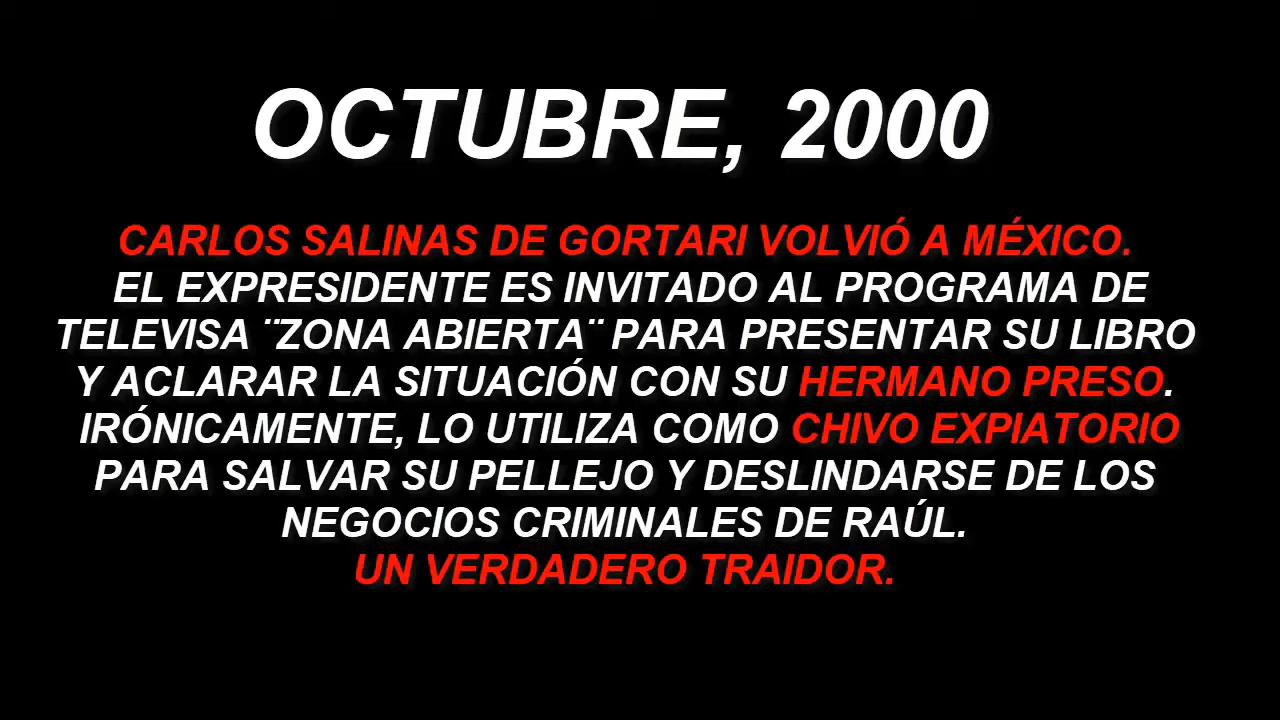 OCTUBRE, 2000
CARLOS SALINAS DE GORTARI VOLVIÓ A MÉXICO.
EL EXPRESIDENTE ES INVITADO AL PROGRAMA DE
TELEVISA ¨ZONA ABIERTA¨ PARA PRESENTAR SU LIBRO
Y ACLARAR LA SITUACIÓN CON SU HERMANO PRESO.
IRÓNICAMENTE, LO UTILIZA COMO CHIVO EXPIATORIO
PARA SALVAR SU PELLEJO Y DESLINDARSE DE LOS
NEGOCIOS CRIMINALES DE RAÚL.
UN VERDADERO TRAIDOR.